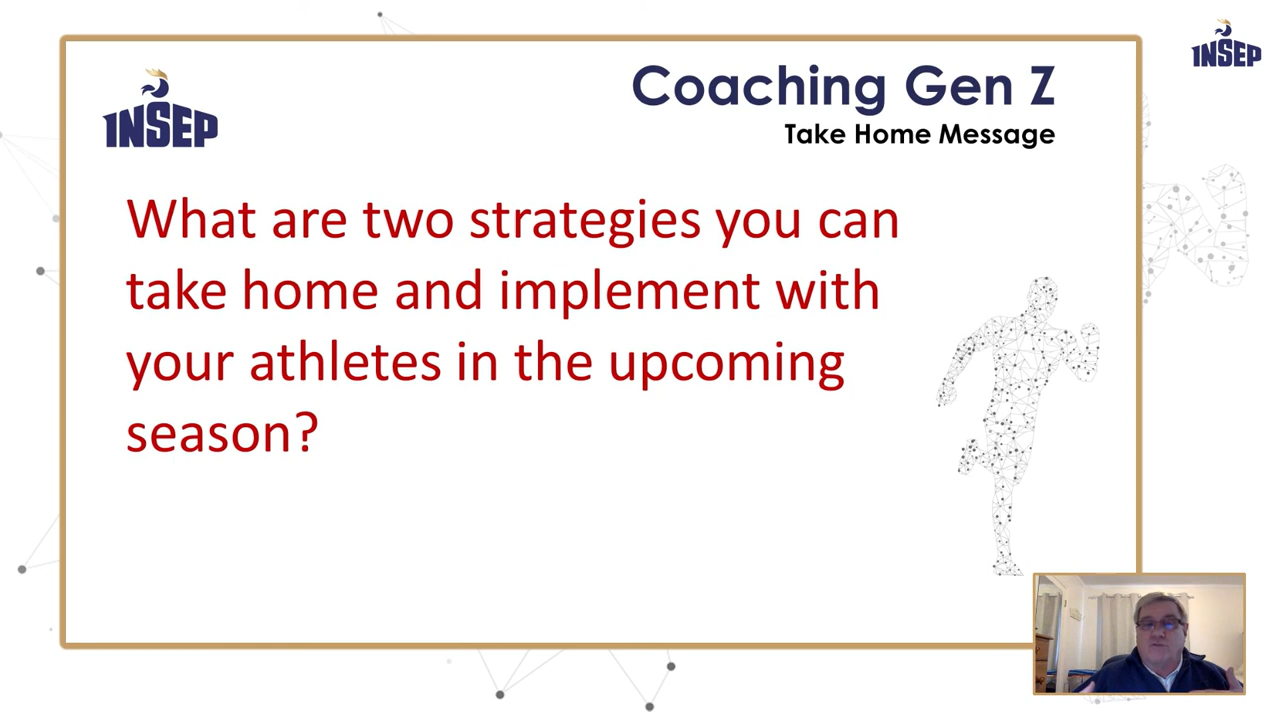 INSEP
INSEP
Coaching Gen Z
Take Home Message
What are two strategies you can
take home and implement with
your athletes in the upcoming
season?